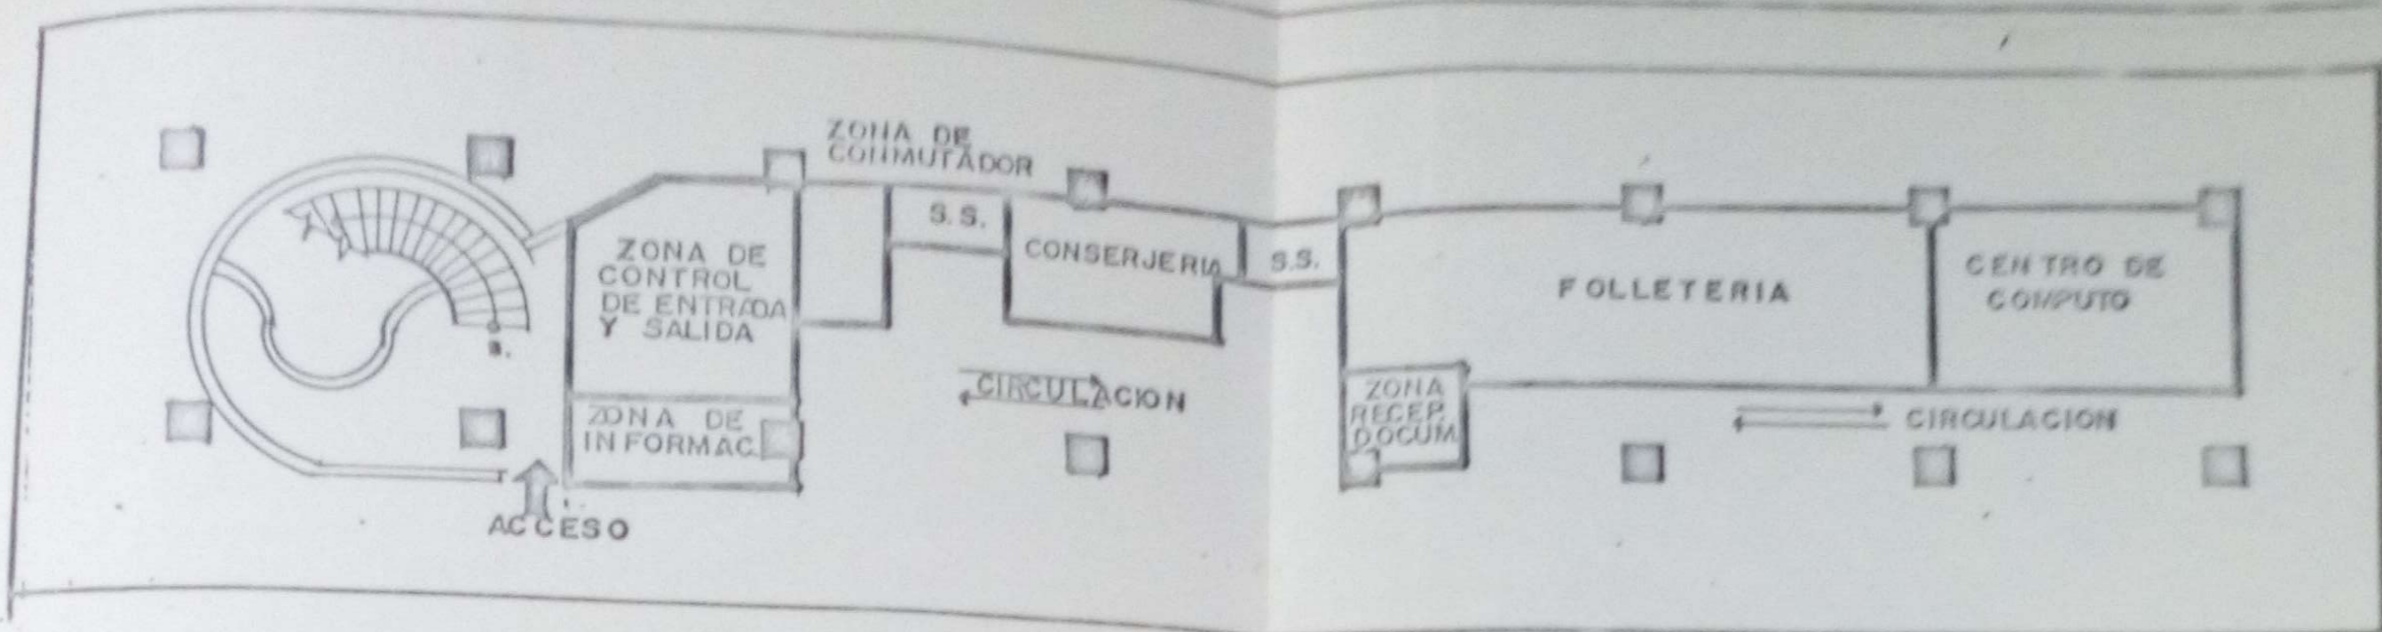 ZONA DE
CONMUTADOR
S.S.
ZONA DE
CONTROL
DE ENTRADA
Y SALIDA
CONSERJERIA
S.S.
FOLLETERIA
CENTRO DE
COMPUTO
ZONA DE
INFORMAC.
CIRCULACION
ZONA
RECEP.
DOCUM.
CIRCULACION
ACCESO